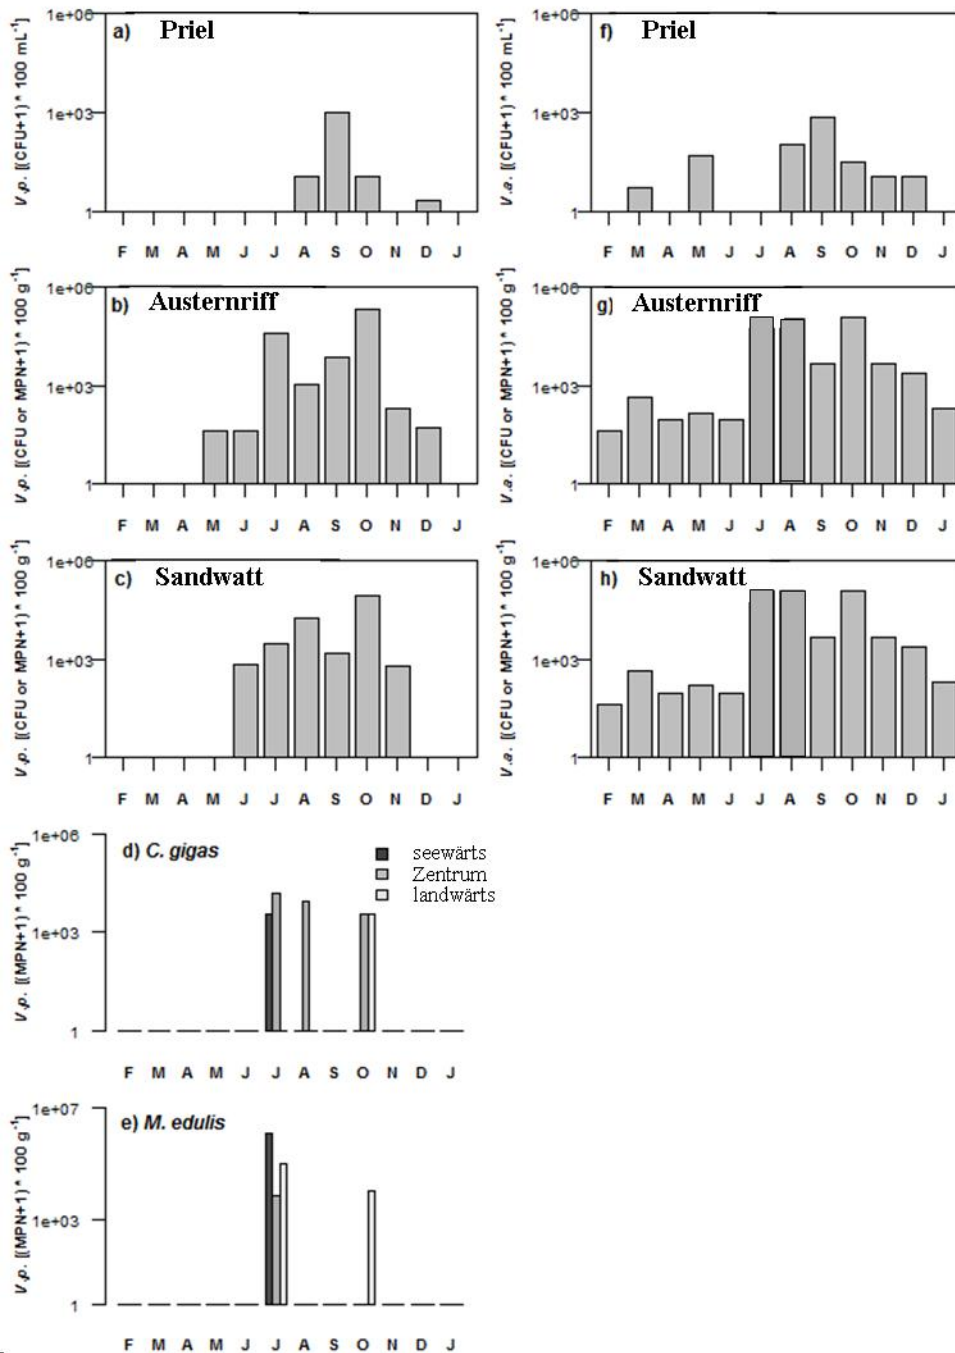 a) Priel
V.p. [(CFU+1) * 100 mL⁻¹]
1e+06
1e+03
1
F M A M J J A S O N D J
f) Priel
V.a. [(CFU+1) * 100 mL⁻¹]
1e+06
1e+03
1
F M A M J J A S O N D J
b) Austernriff
V.p. [(CFU or MPN+1) * 100 g⁻¹]
1e+06
1e+03
1
F M A M J J A S O N D J
g) Austernriff
V.a. [(CFU or MPN+1) * 100 g⁻¹]
1e+06
1e+03
1
F M A M J J A S O N D J
c) Sandwatt
V.p. [(CFU or MPN+1) * 100 g⁻¹]
1e+06
1e+03
1
F M A M J J A S O N D J
h) Sandwatt
V.a. [(CFU or MPN+1) * 100 g⁻¹]
1e+06
1e+03
1
F M A M J J A S O N D J
d) C. gigas
V.p. [(MPN+1) * 100 g⁻¹]
1e+06
1e+03
1
seewärts
Zentrum
landwärts
F M A M J J A S O N D J
e) M. edulis
V.p. [(MPN+1) * 100 g⁻¹]
1e+07
1e+03
1
F M A M J J A S O N D J